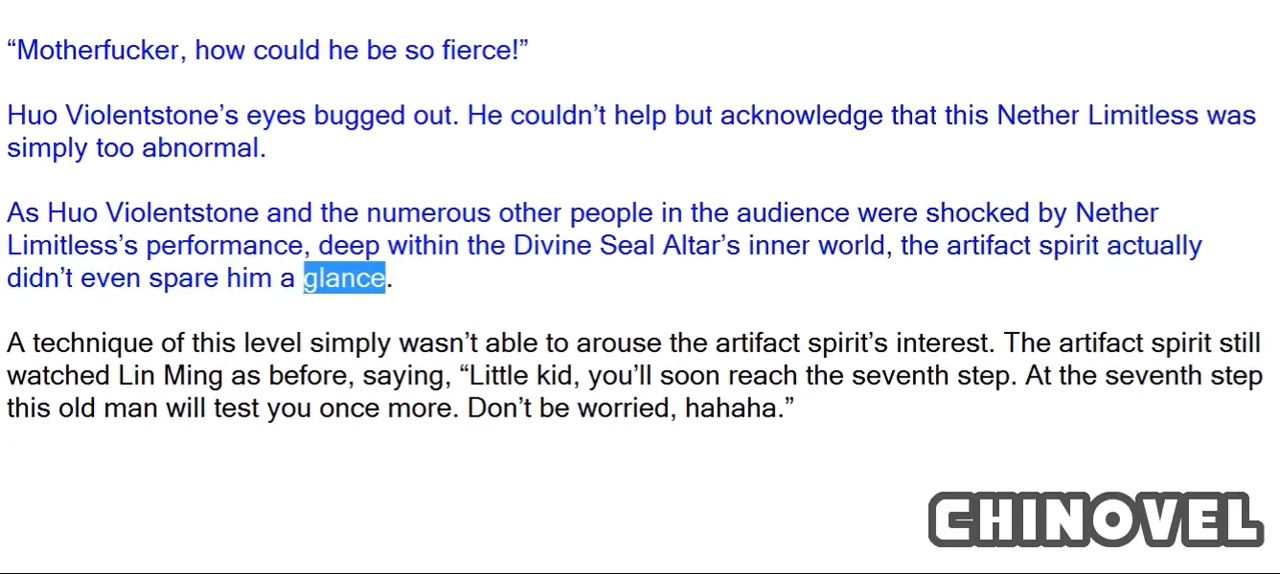 “Motherfucker, how could he be so fierce!”
Huo Violentstone’s eyes bugged out. He couldn’t help but acknowledge that this Nether Limitless was
simply too abnormal.
As Huo Violentstone and the numerous other people in the audience were shocked by Nether
Limitless’s performance, deep within the Divine Seal Altar’s inner world, the artifact spirit actually
didn’t even spare him a glance.
A technique of this level simply wasn’t able to arouse the artifact spirit’s interest. The artifact spirit still
watched Lin Ming as before, saying, “Little kid, you’ll soon reach the seventh step. At the seventh step
this old man will test you once more. Don’t be worried, hahaha.”
CHINOVEL